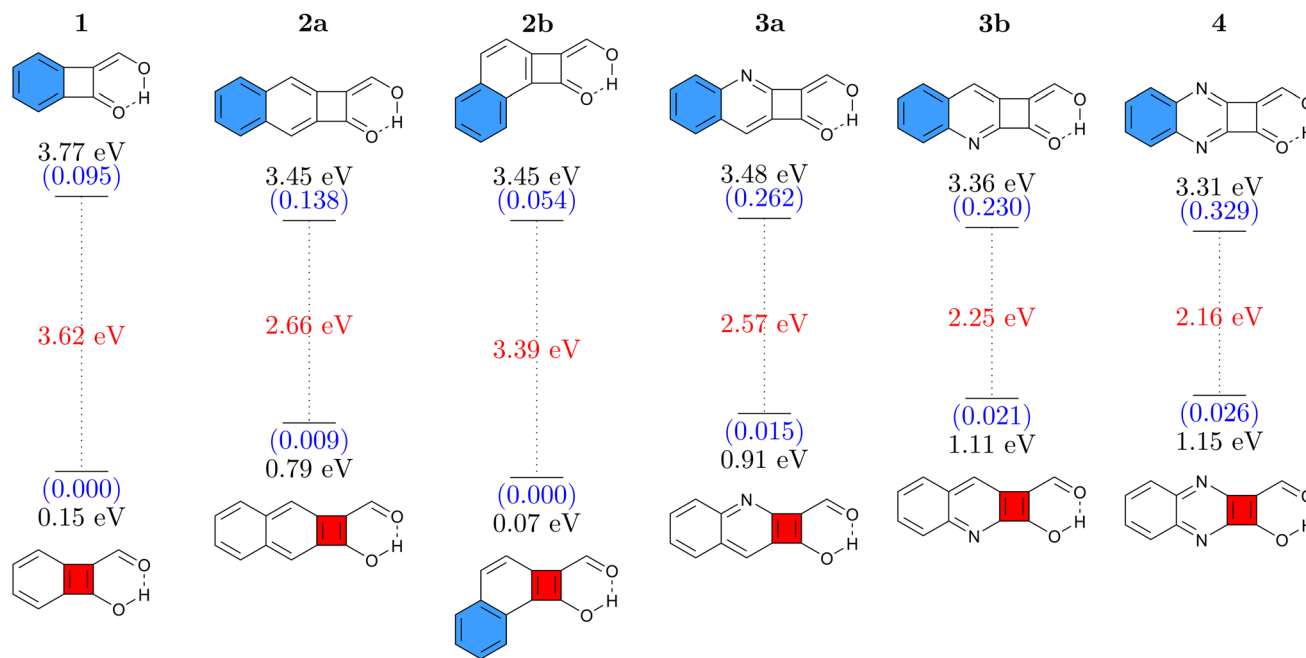 1 2a 2b 3a 3b 4
O H O
O H O
O H O
N O H O
N O H O
N N O H O
3.77 eV 3.45 eV 3.45 eV 3.48 eV 3.36 eV 3.31 eV
(0.095) (0.138) (0.054) (0.262) (0.230) (0.329)
3.62 eV 2.66 eV 3.39 eV 2.57 eV 2.25 eV 2.16 eV
(0.000) (0.009) (0.000) (0.015) (0.021) (0.026)
0.15 eV 0.79 eV 0.07 eV 0.91 eV 1.11 eV 1.15 eV
O H O
O H O
O H O
N O H O
N O H O
N N O H O